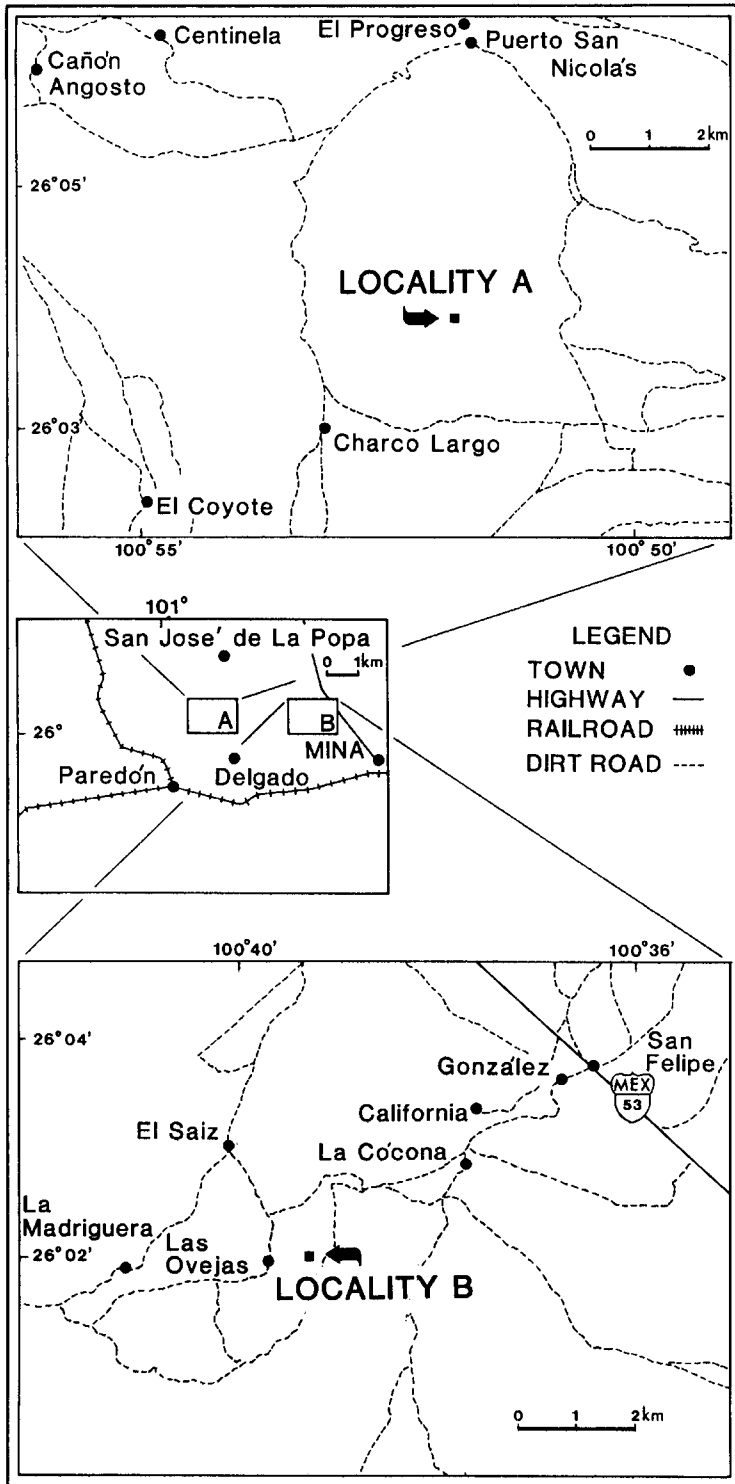 El Progreso
Centinela
Puerto San
Nicolás
Cañón
Angosto
0 1 2 km
26°05'
LOCALITY A
26°03'
Charco Largo
El Coyote
100°55'
100°50'
101°
San José de La Popa
0 1km
A
B
26°
MINA
Paredón
Delgado
LEGEND
TOWN
HIGHWAY
RAILROAD
DIRT ROAD
100°40'
100°36'
26°04'
San
Felipe
González
MEX
53
California
El Saiz
La Cócona
La
Madriguera
Las
Ovejas
26°02'
LOCALITY B
0 1 2km